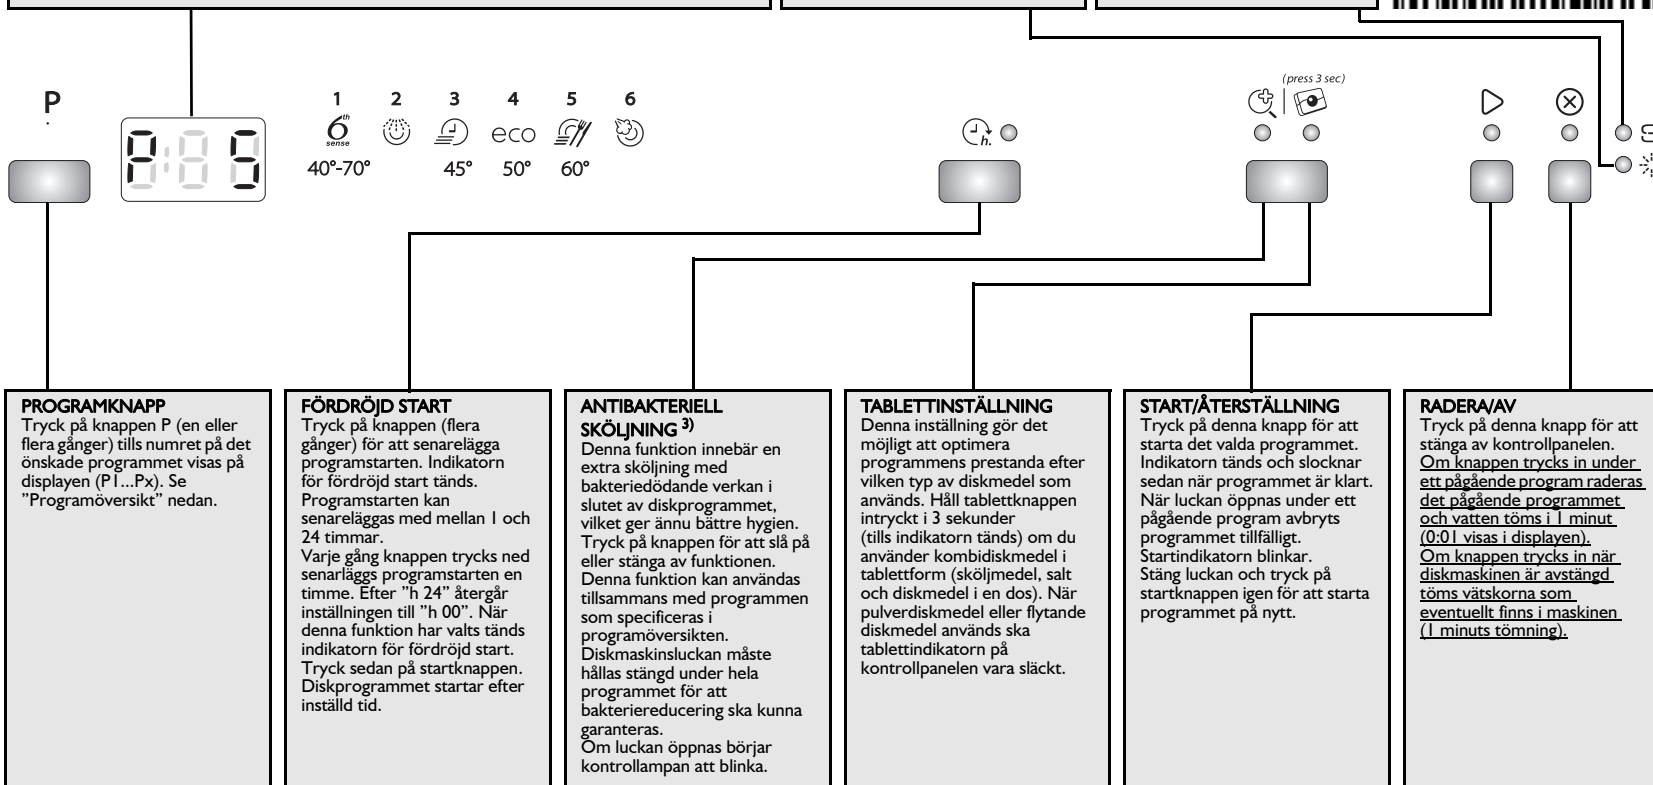 (press 3 sec)
P
P 5
1 2 3 4 5 6
6th sense
eco
h.
40°-70° 45° 50° 60°
PROGRAMKNAPP
Tryck på knappen P (en eller
flera gånger) tills numret på det
önskade programmet visas på
displayen (P1...Px). Se
”Programöversikt” nedan.
FÖRDRÖJD START
Tryck på knappen (flera
gånger) för att senarelägga
programstarten. Indikatorn
för fördröjd start tänds.
Programstarten kan
senareläggas med mellan 1 och
24 timmar.
Varje gång knappen trycks ned
senarläggs programstarten en
timme. Efter ”h 24” återgår
inställningen till ”h 00”. När
denna funktion har valts tänds
indikatorn för fördröjd start.
Tryck sedan på startknappen.
Diskprogrammet startar efter
inställd tid.
ANTIBAKTERIELL
SKÖLJNING 3)
Denna funktion innebär en
extra sköljning med
bakteriedödande verkan i
slutet av diskprogrammet,
vilket ger ännu bättre hygien.
Tryck på knappen för att slå på
eller stänga av funktionen.
Denna funktion kan användas
tillsammans med programmen
som specificeras i
programöversikten.
Diskmaskinsluckan måste
hållas stängd under hela
programmet för att
bakteriereducering ska kunna
garanteras.
Om luckan öppnas börjar
kontrollampan att blinka.
TABLETTINSTÄLLNING
Denna inställning gör det
möjligt att optimera
programmens prestanda efter
vilken typ av diskmedel som
används. Håll tablettknappen
intryckt i 3 sekunder
(tills indikatorn tänds) om du
använder kombidiskmedel i
tablettform (sköljmedel, salt
och diskmedel i en dos). När
pulverdiskmedel eller flytande
diskmedel används ska
tablettindikatorn på
kontrollpanelen vara släckt.
START/ÅTERSTÄLLNING
Tryck på denna knapp för att
starta det valda programmet.
Indikatorn tänds och slocknar
sedan när programmet är klart.
När luckan öppnas under ett
pågående program avbryts
programmet tillfälligt.
Startindikatorn blinkar.
Stäng luckan och tryck på
startknappen igen för att starta
programmet på nytt.
RADERA/AV
Tryck på denna knapp för att
stänga av kontrollpanelen.
Om knappen trycks in under
ett pågående program raderas
det pågående programmet
och vatten töms i 1 minut
(0:01 visas i displayen).
Om knappen trycks in när
diskmaskinen är avstängd
töms vätskorna som
eventuellt finns i maskinen
(1 minuts tömning).